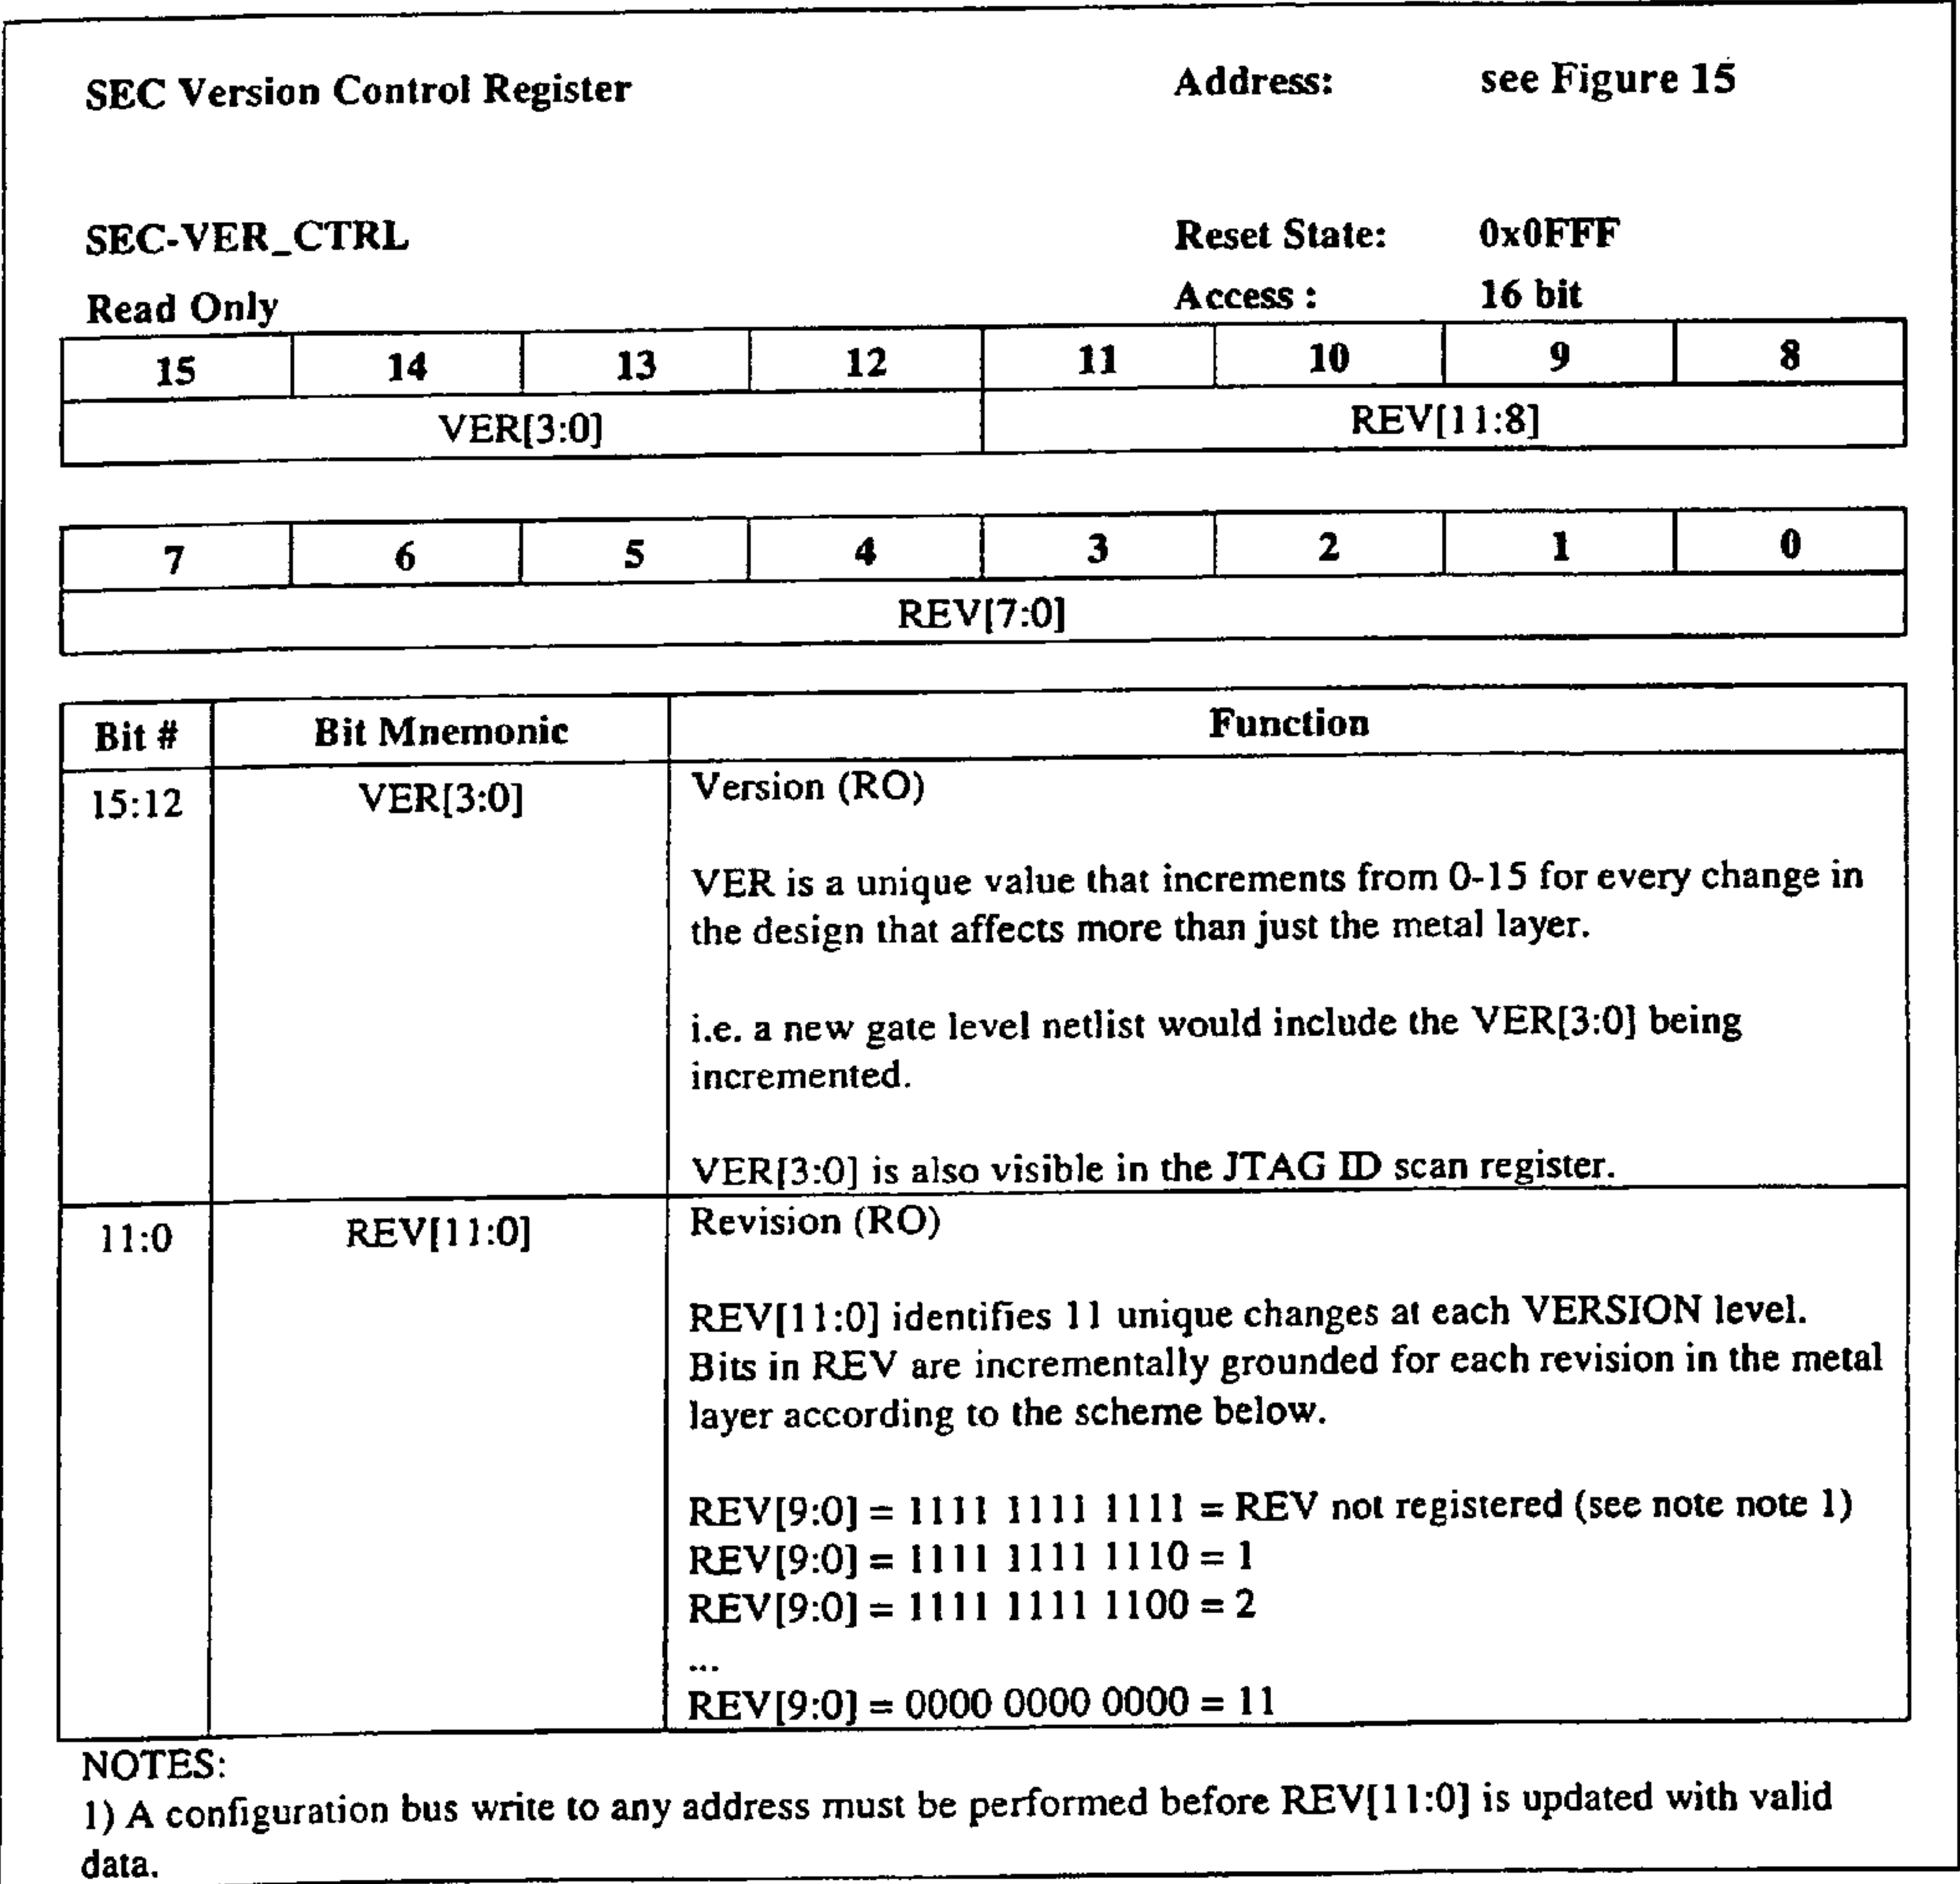 SEC Version Control Register Address: see Figure 15
SEC-VER_CTRL Reset State: 0x0FFF
Read Only Access : 16 bit
15 14 13 12 11 10 9 8
VER[3:0] REV[11:8]
7 6 5 4 3 2 1 0
REV[7:0]
Bit # Bit Mnemonic Function
15:12 VER[3:0] Version (RO)
VER is a unique value that increments from 0-15 for every change in
the design that affects more than just the metal layer.
i.e. a new gate level netlist would include the VER[3:0] being
incremented.
VER[3:0] is also visible in the JTAG ID scan register.
11:0 REV[11:0] Revision (RO)
REV[11:0] identifies 11 unique changes at each VERSION level.
Bits in REV are incrementally grounded for each revision in the metal
layer according to the scheme below.
REV[9:0] = 1111 1111 1111 = REV not registered (see note note 1)
REV[9:0] = 1111 1111 1110 = 1
REV[9:0] = 1111 1111 1100 = 2
...
REV[9:0] = 0000 0000 0000 = 11
NOTES:
1) A configuration bus write to any address must be performed before REV[11:0] is updated with valid
data.